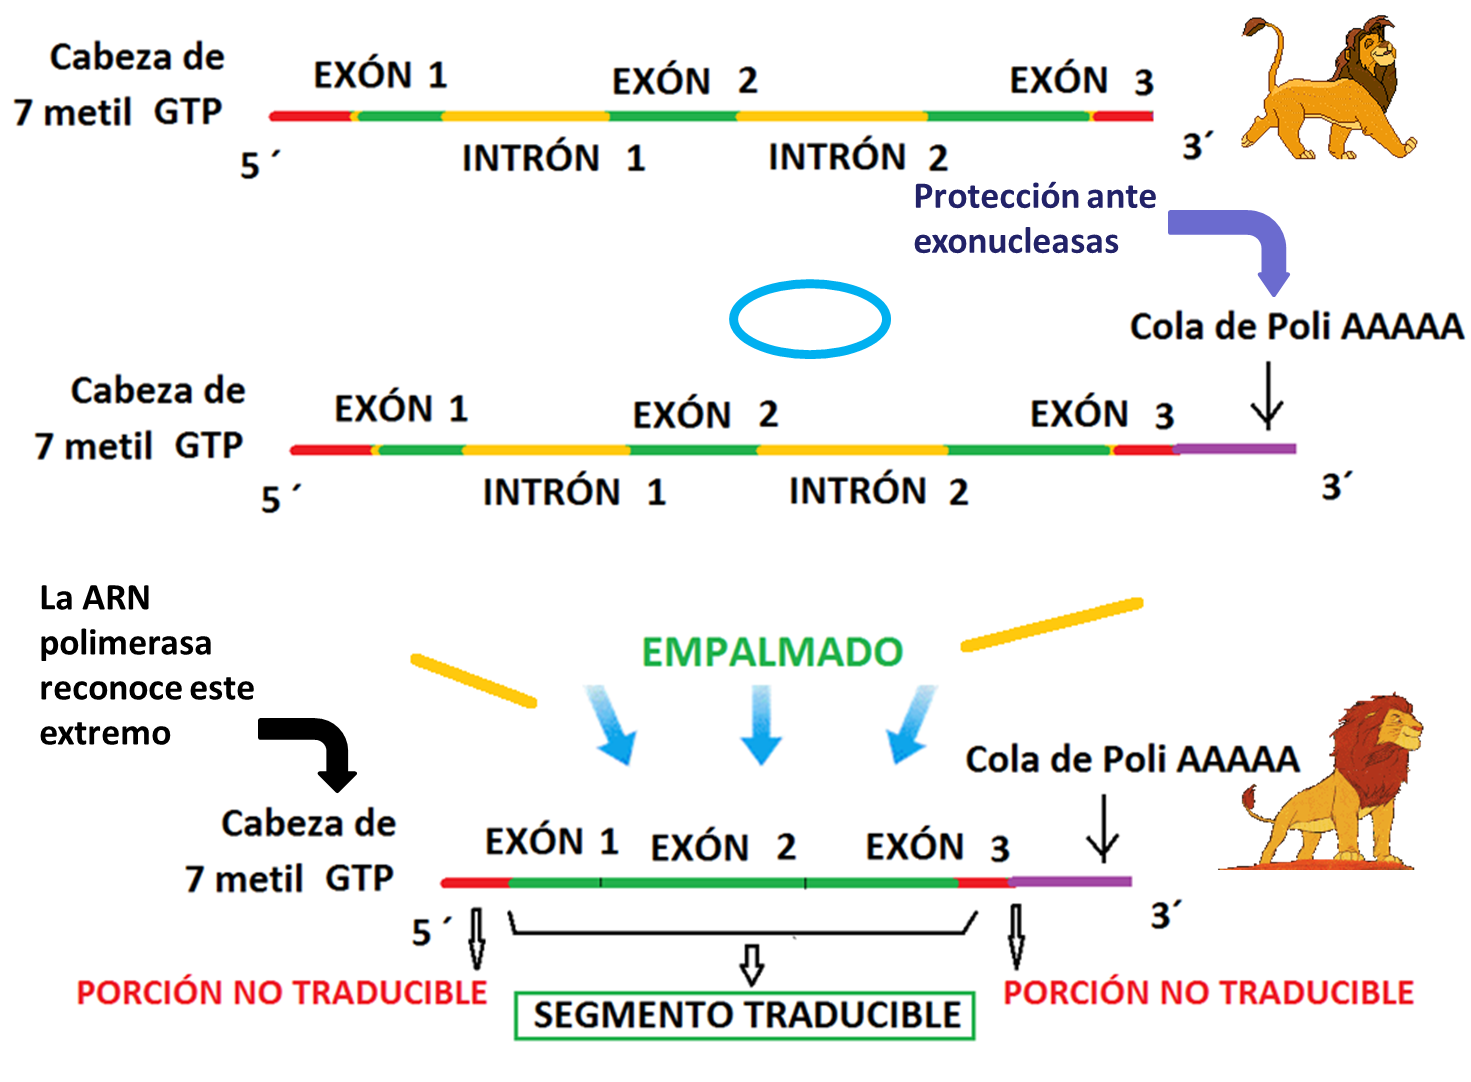 Cabeza de
7 metil GTP
EXÓN 1
EXÓN 2
EXÓN 3
5 ´
INTRÓN 1
INTRÓN 2
3´
Protección ante
exonucleasas
Cola de Poli AAAAA
Cabeza de
7 metil GTP
EXÓN 1
EXÓN 2
EXÓN 3
5 ´
INTRÓN 1
INTRÓN 2
3´
La ARN
polimerasa
reconoce este
extremo
EMPALMADO
Cola de Poli AAAAA
Cabeza de
7 metil GTP
EXÓN 1
EXÓN 2
EXÓN 3
5 ´
3´
PORCIÓN NO TRADUCIBLE
SEGMENTO TRADUCIBLE
PORCIÓN NO TRADUCIBLE